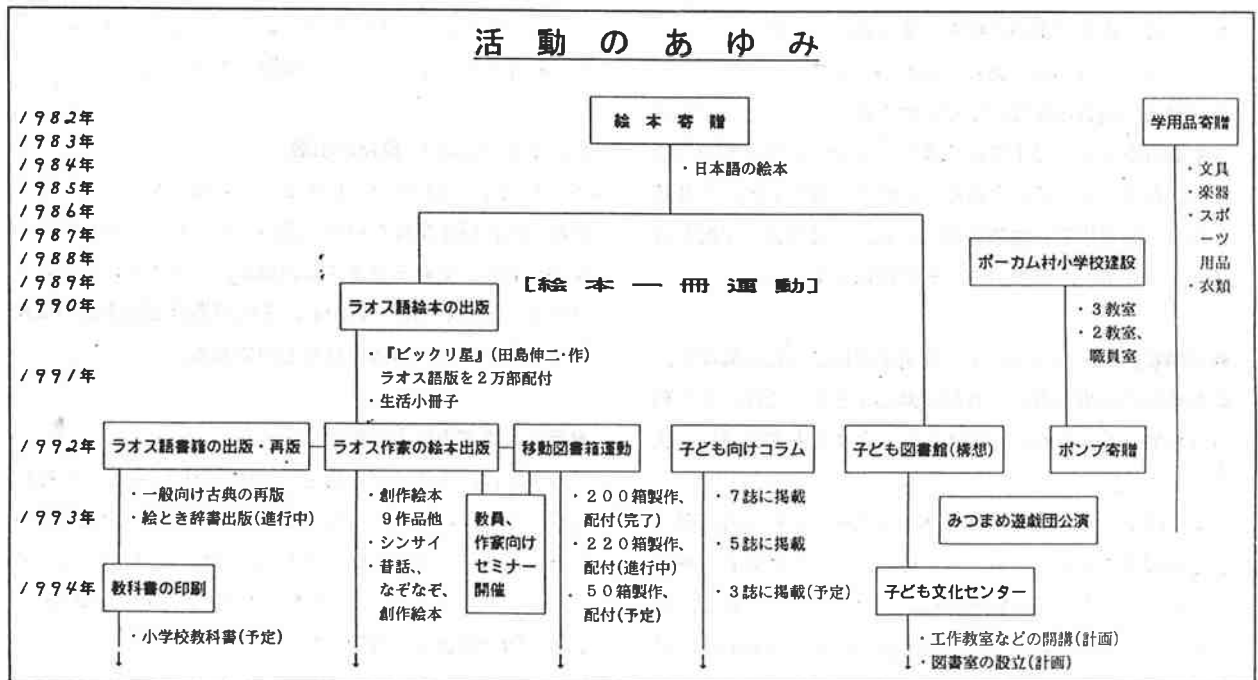 活動のあゆみ
1982年
1983年
1984年
1985年
1986年
1987年
1988年
1989年
1990年
1991年
1992年
1993年
1994年
絵本寄贈
・日本語の絵本
学用品寄贈
・文具
・楽器
・スポ
ーツ
用品
・衣類
[絵本一冊運動]
ラオス語絵本の出版
・『ビックリ星』(田島伸二・作)
ラオス語版を2万部配付
・生活小冊子
ポーカム村小学校建設
・3教室
・2教室、
職員室
ラオス語書籍の出版・再版
・一般向け古典の再版
・絵とき辞書出版(進行中)
教科書の印刷
・小学校教科書(予定)
ラオス作家の絵本出版
・創作絵本
9作品他
・シンサイ
・昔話、、
なぞなぞ、
創作絵本
教員、
作家向け
セミナー
開催
移動図書箱運動
・200箱製作、
配付(完了)
・220箱製作、
配付(進行中)
・50箱製作、
配付(予定)
子ども向けコラム
・7誌に掲載
・5誌に掲載
・3誌に掲載(予定)
子ども図書館(構想)
子ども文化センター
・工作教室などの開講(計画)
・図書室の設立(計画)
ポンプ寄贈
みつまめ遊戯団公演